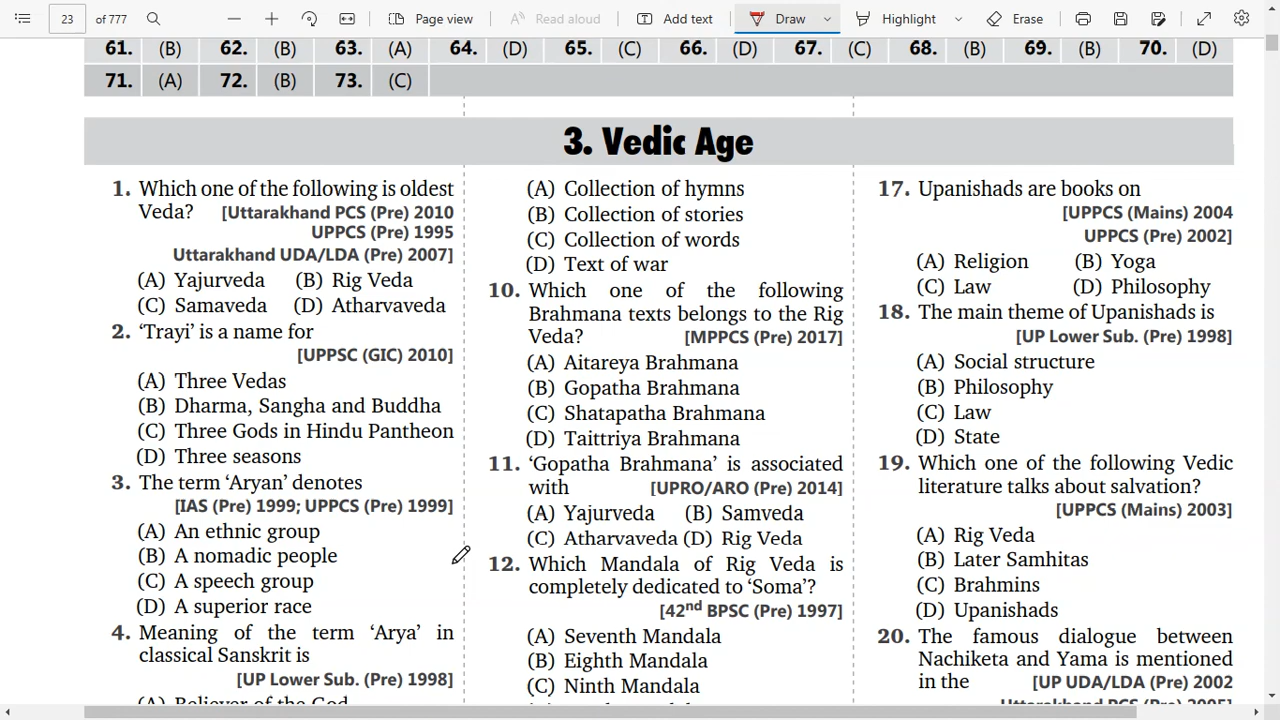 23 of 777 Page view Read aloud Add text Draw Highlight Erase
61. (B) 62. (B) 63. (A) 64. (D) 65. (C) 66. (D) 67. (C) 68. (B) 69. (B) 70. (D)
71. (A) 72. (B) 73. (C)
3. Vedic Age
1. Which one of the following is oldest
Veda? [Uttarakhand PCS (Pre) 2010
UPPCS (Pre) 1995
Uttarakhand UDA/LDA (Pre) 2007]
(A) Yajurveda (B) Rig Veda
(C) Samaveda (D) Atharvaveda
2. ‘Trayi’ is a name for
[UPPSC (GIC) 2010]
(A) Three Vedas
(B) Dharma, Sangha and Buddha
(C) Three Gods in Hindu Pantheon
(D) Three seasons
3. The term ‘Aryan’ denotes
[IAS (Pre) 1999; UPPCS (Pre) 1999]
(A) An ethnic group
(B) A nomadic people
(C) A speech group
(D) A superior race
4. Meaning of the term ‘Arya’ in
classical Sanskrit is
[UP Lower Sub. (Pre) 1998]
(A) Believer of the God
(A) Collection of hymns
(B) Collection of stories
(C) Collection of words
(D) Text of war
10. Which one of the following
Brahmana texts belongs to the Rig
Veda? [MPPCS (Pre) 2017]
(A) Aitareya Brahmana
(B) Gopatha Brahmana
(C) Shatapatha Brahmana
(D) Taittriya Brahmana
11. ‘Gopatha Brahmana’ is associated
with [UPRO/ARO (Pre) 2014]
(A) Yajurveda (B) Samveda
(C) Atharvaveda (D) Rig Veda
12. Which Mandala of Rig Veda is
completely dedicated to ‘Soma’?
[42nd BPSC (Pre) 1997]
(A) Seventh Mandala
(B) Eighth Mandala
(C) Ninth Mandala
17. Upanishads are books on
[UPPCS (Mains) 2004
UPPCS (Pre) 2002]
(A) Religion (B) Yoga
(C) Law (D) Philosophy
18. The main theme of Upanishads is
[UP Lower Sub. (Pre) 1998]
(A) Social structure
(B) Philosophy
(C) Law
(D) State
19. Which one of the following Vedic
literature talks about salvation?
[UPPCS (Mains) 2003]
(A) Rig Veda
(B) Later Samhitas
(C) Brahmins
(D) Upanishads
20. The famous dialogue between
Nachiketa and Yama is mentioned
in the [UP UDA/LDA (Pre) 2002
Uttarakhand PCS (Pre) 2005]